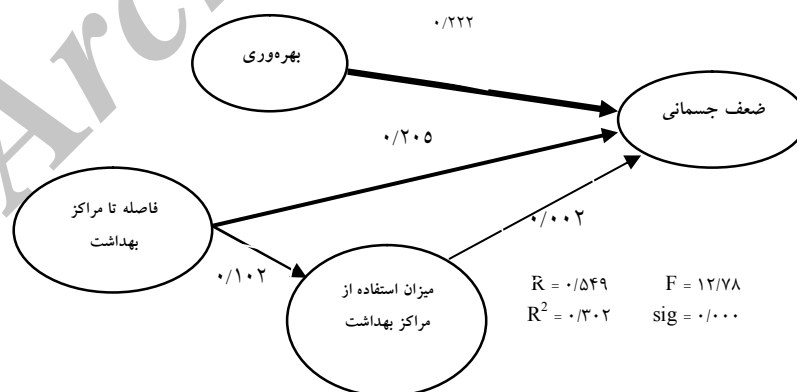 ۰/۲۲۲
بهره‌وری
ضعف جسمانی
۰/۲۰۵
فاصله تا مراکز
بهداشت
۰/۰۰۲
۰/۱۰۲
میزان استفاده از
مراکز بهداشت
R = ۰/۵۴۹ F = ۱۲/۷۸
R² = ۰/۳۰۲ sig = ۰/۰۰۰